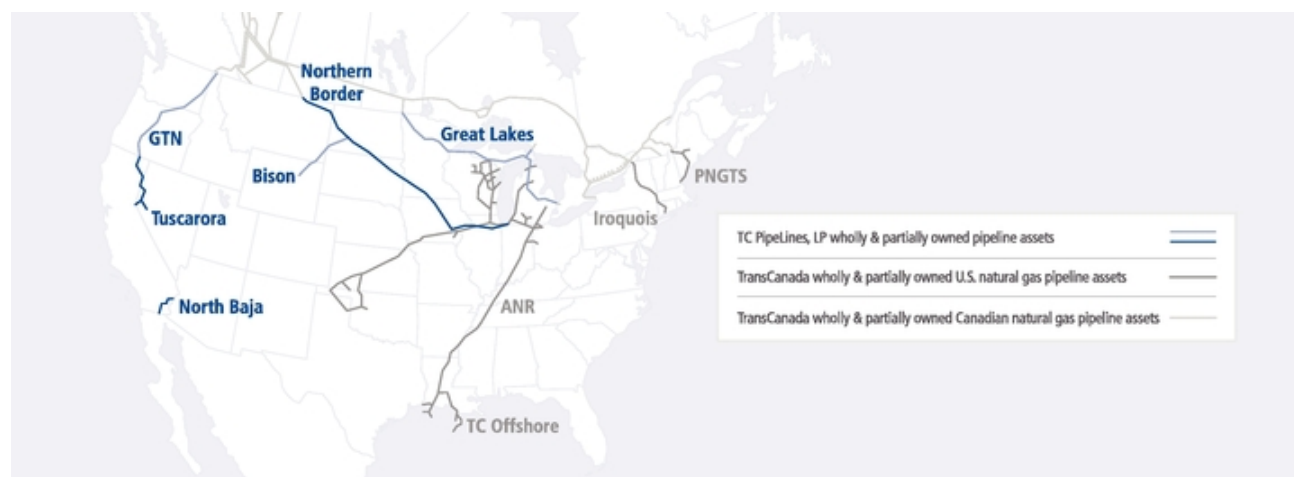 Northern
Border
GTN
Great Lakes
Bison
PNGTS
Tuscarora
Iroquois
TC PipeLines, LP wholly & partially owned pipeline assets
TransCanada wholly & partially owned U.S. natural gas pipeline assets
North Baja
ANR
TransCanada wholly & partially owned Canadian natural gas pipeline assets
TC Offshore